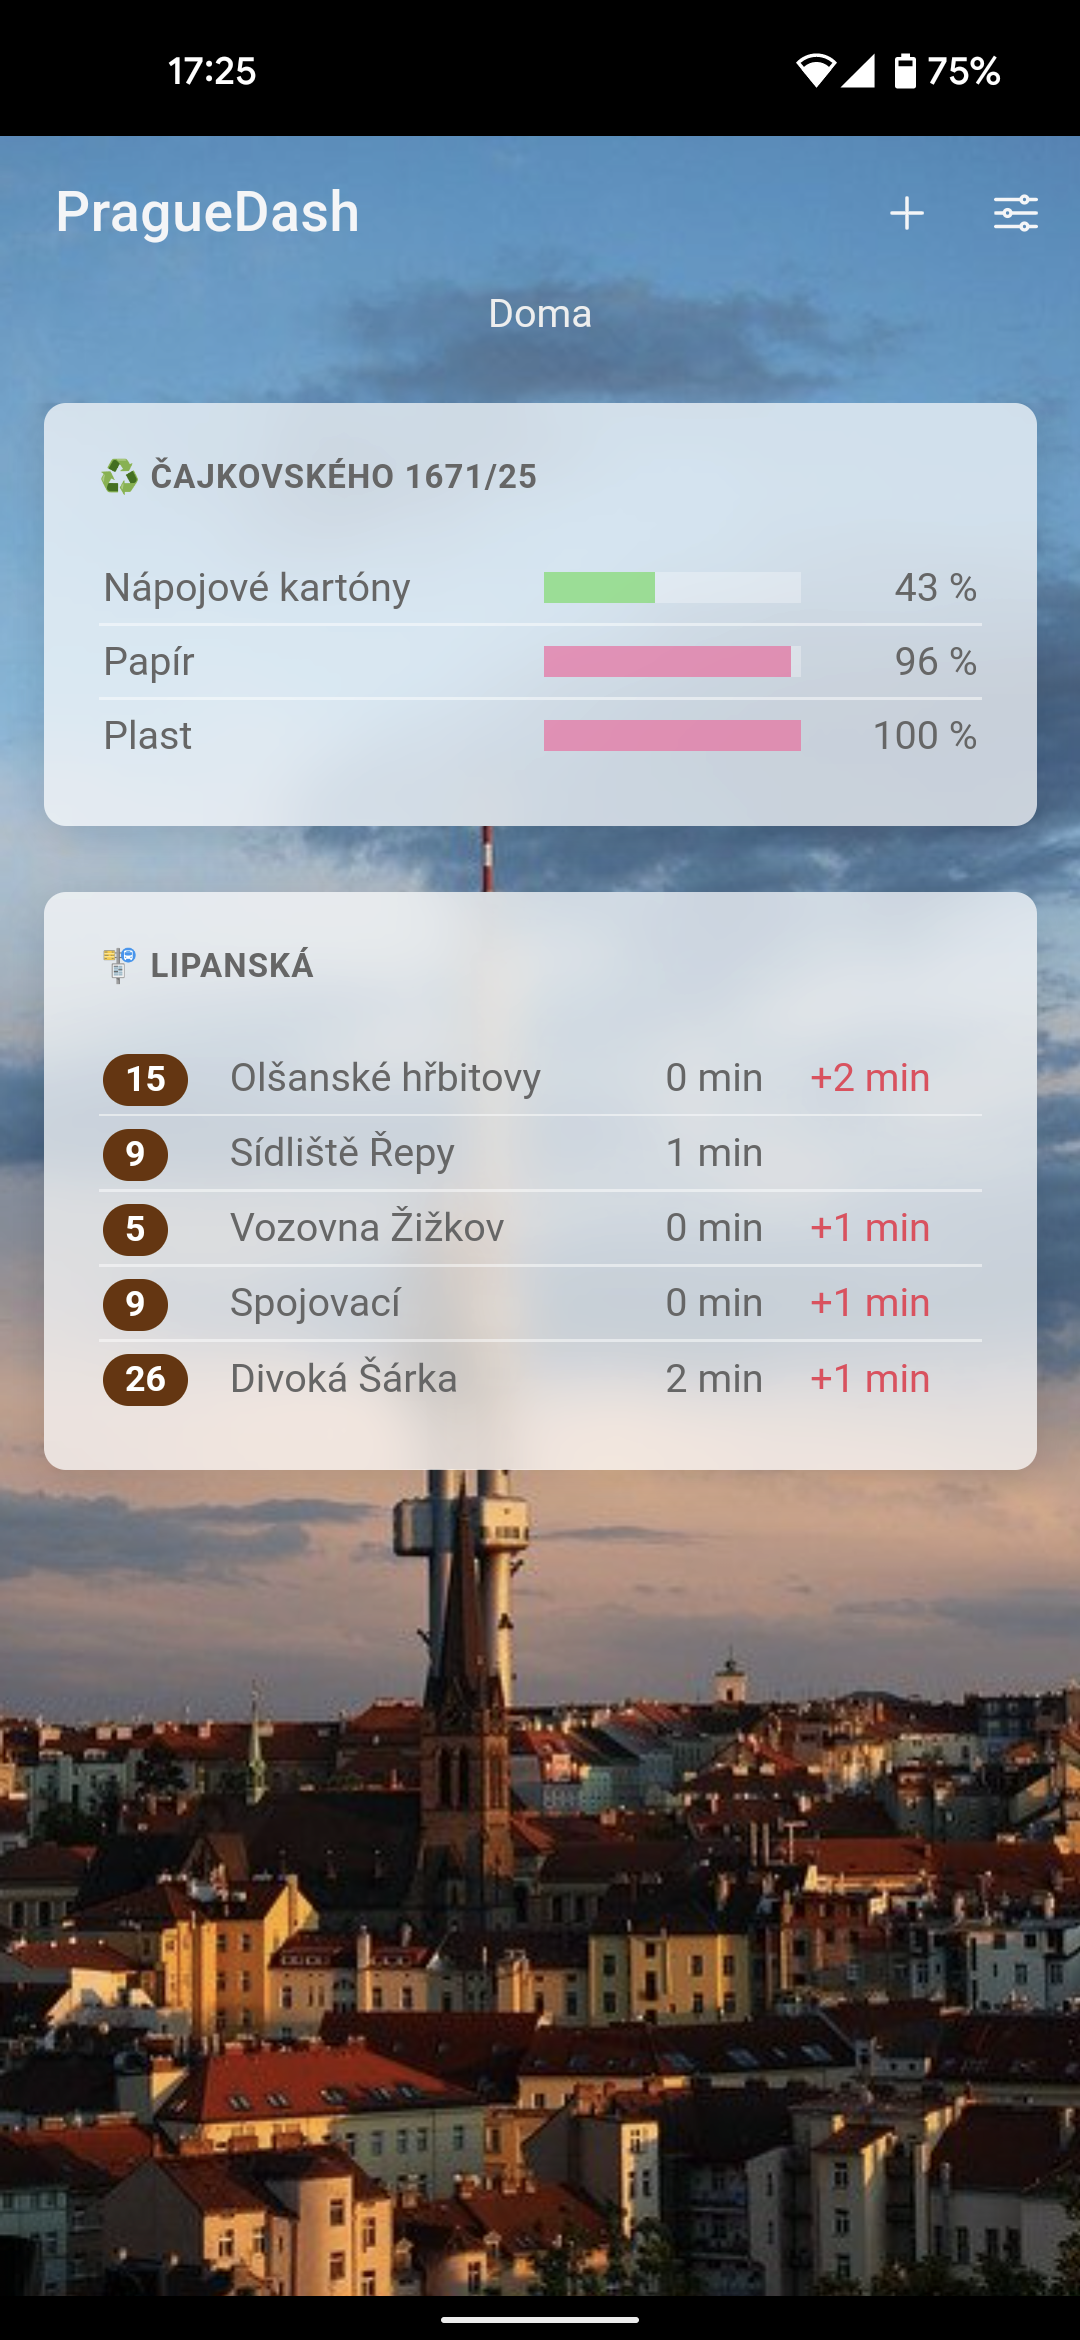 17:25 75%
PragueDash
Doma
ČAJKOVSKÉHO 1671/25
Nápojové kartóny 43 %
Papír 96 %
Plast 100 %
LIPANSKÁ
15 Olšanské hřbitovy 0 min +2 min
9 Sídliště Řepy 1 min
5 Vozovna Žižkov 0 min +1 min
9 Spojovací 0 min +1 min
26 Divoká Šárka 2 min +1 min